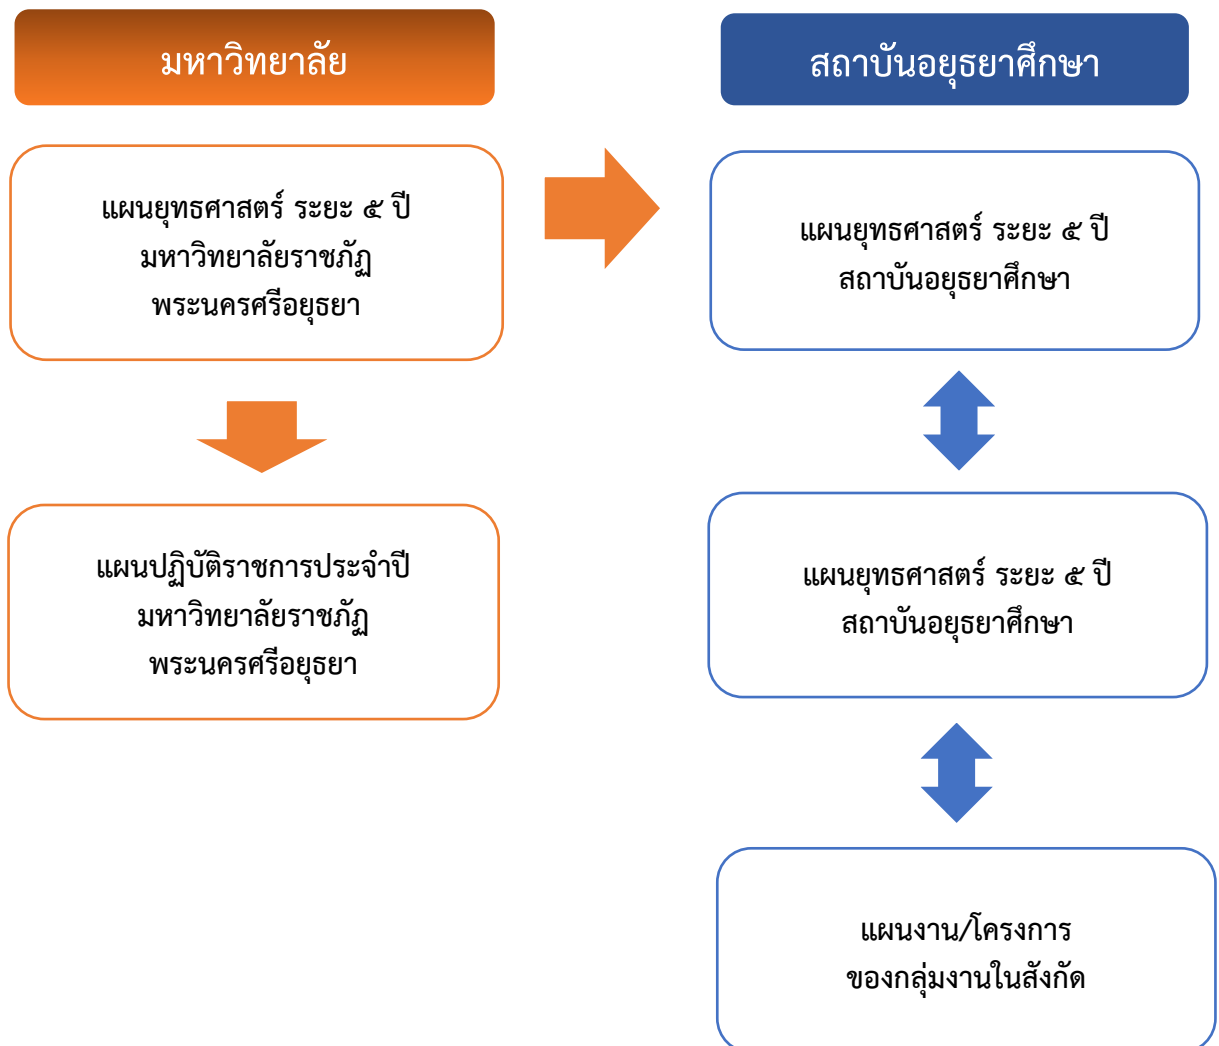 มหาวิทยาลัย
สถาบันอยุธยาศึกษา
แผนยุทธศาสตร์ ระยะ ๕ ปี
มหาวิทยาลัยราชภัฏ
พระนครศรีอยุธยา
แผนยุทธศาสตร์ ระยะ ๕ ปี
สถาบันอยุธยาศึกษา
แผนปฏิบัติราชการประจำปี
มหาวิทยาลัยราชภัฏ
พระนครศรีอยุธยา
แผนยุทธศาสตร์ ระยะ ๕ ปี
สถาบันอยุธยาศึกษา
แผนงาน/โครงการ
ของกลุ่มงานในสังกัด